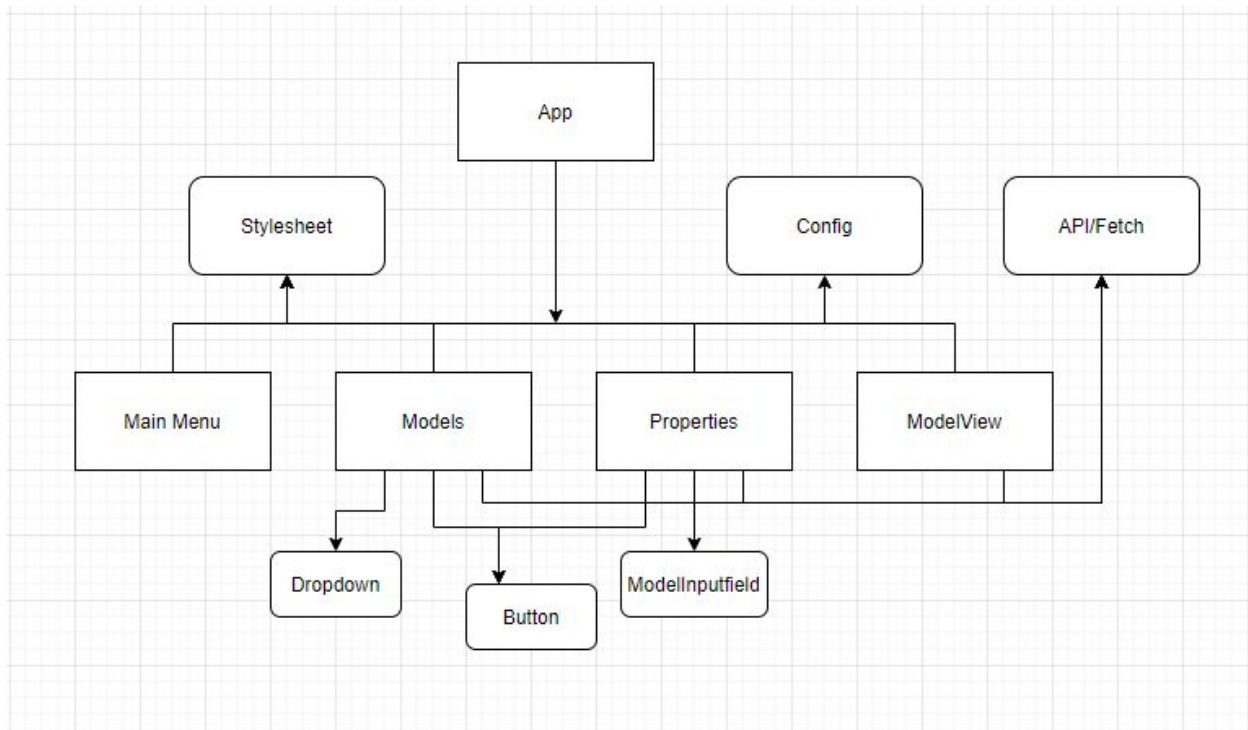 App
Stylesheet
Config
API/Fetch
Main Menu
Models
Properties
ModelView
Dropdown
Button
ModelInputfield